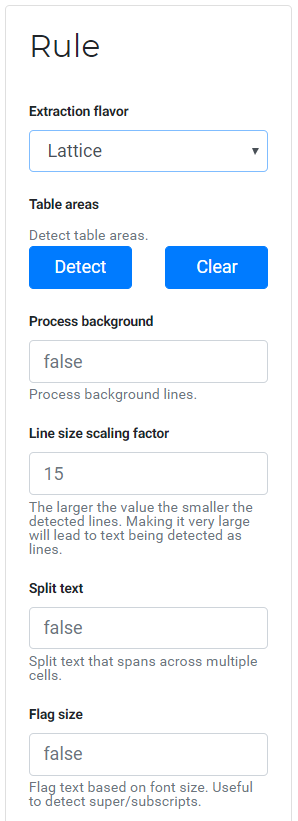 Rule
Extraction flavor
Lattice
Table areas
Detect table areas.
Detect
Clear
Process background
false
Process background lines.
Line size scaling factor
15
The larger the value the smaller the
detected lines. Making it very large
will lead to text being detected as
lines.
Split text
false
Split text that spans across multiple
cells.
Flag size
false
Flag text based on font size. Useful
to detect super/subscripts.